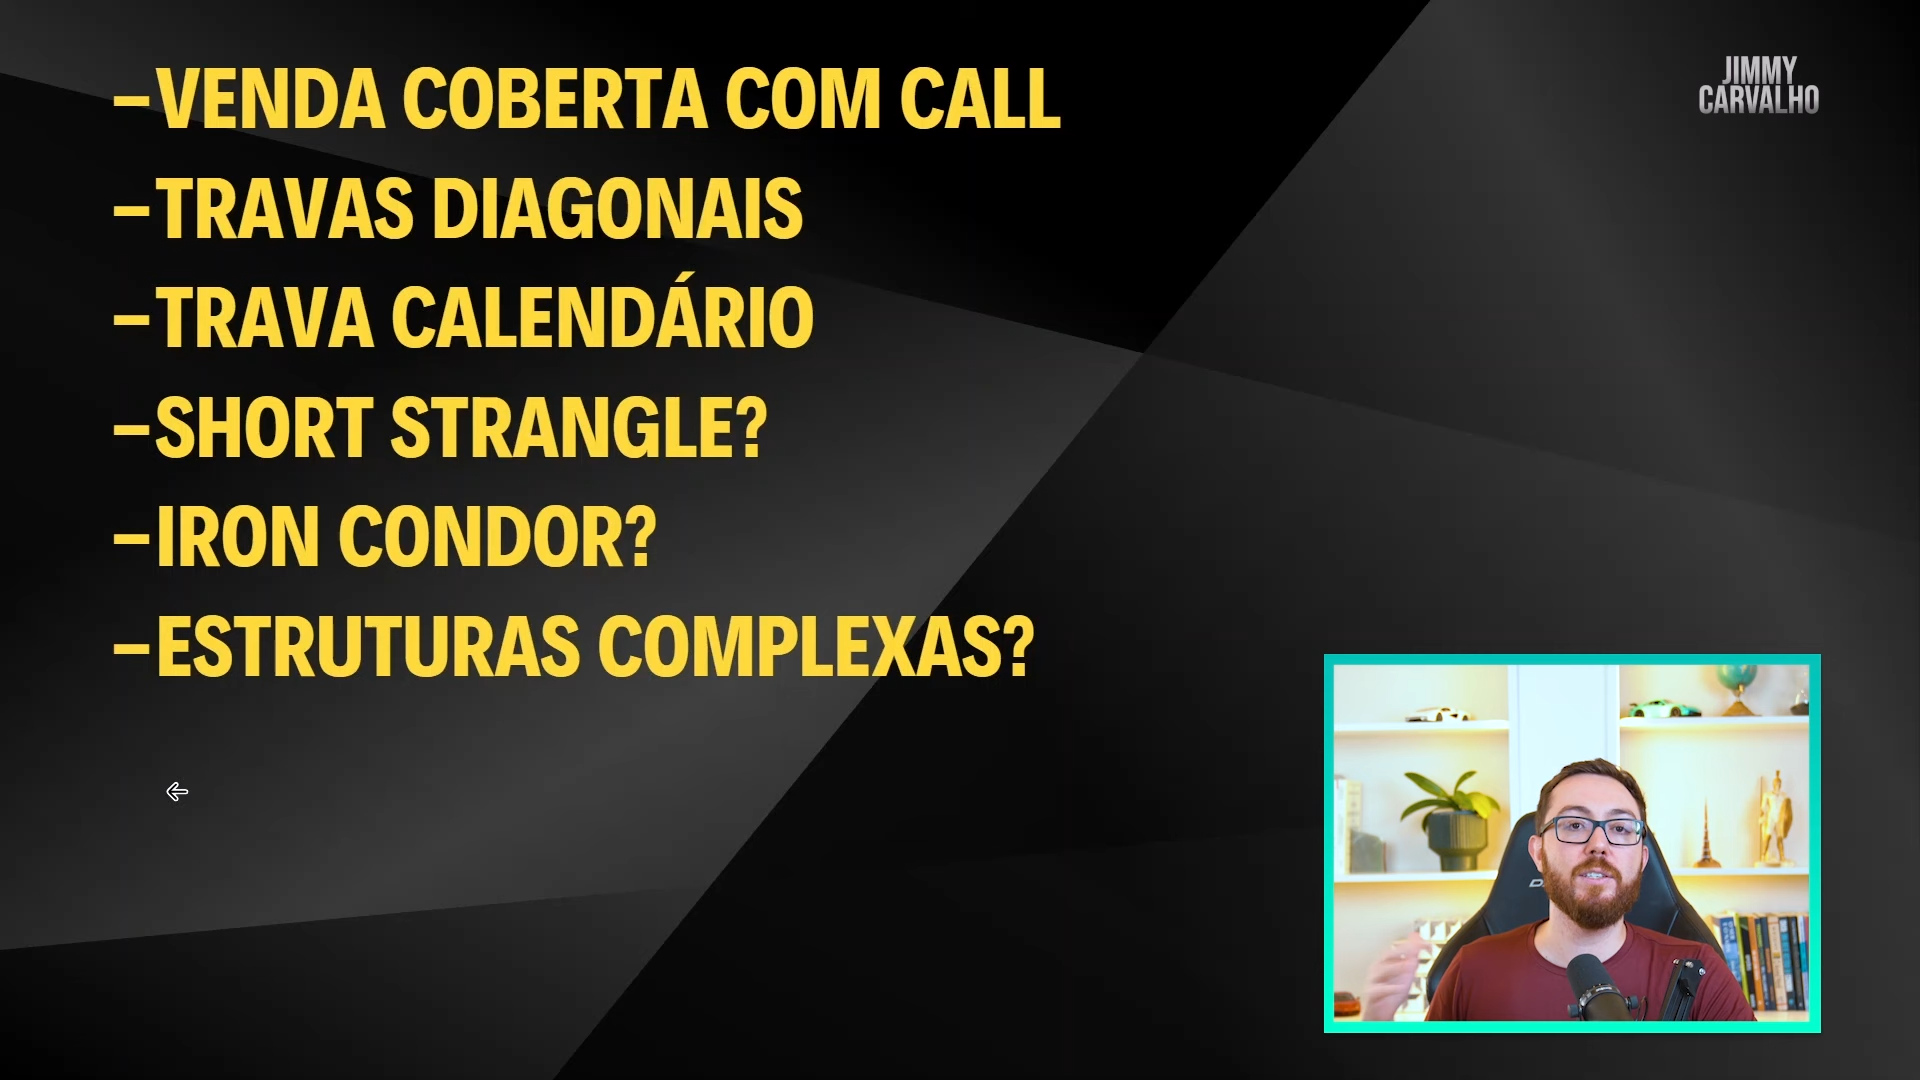 –VENDA COBERTA COM CALL
–TRAVAS DIAGONAIS
–TRAVA CALENDÁRIO
–SHORT STRANGLE?
–IRON CONDOR?
–ESTRUTURAS COMPLEXAS?
JIMMY
CARVALHO